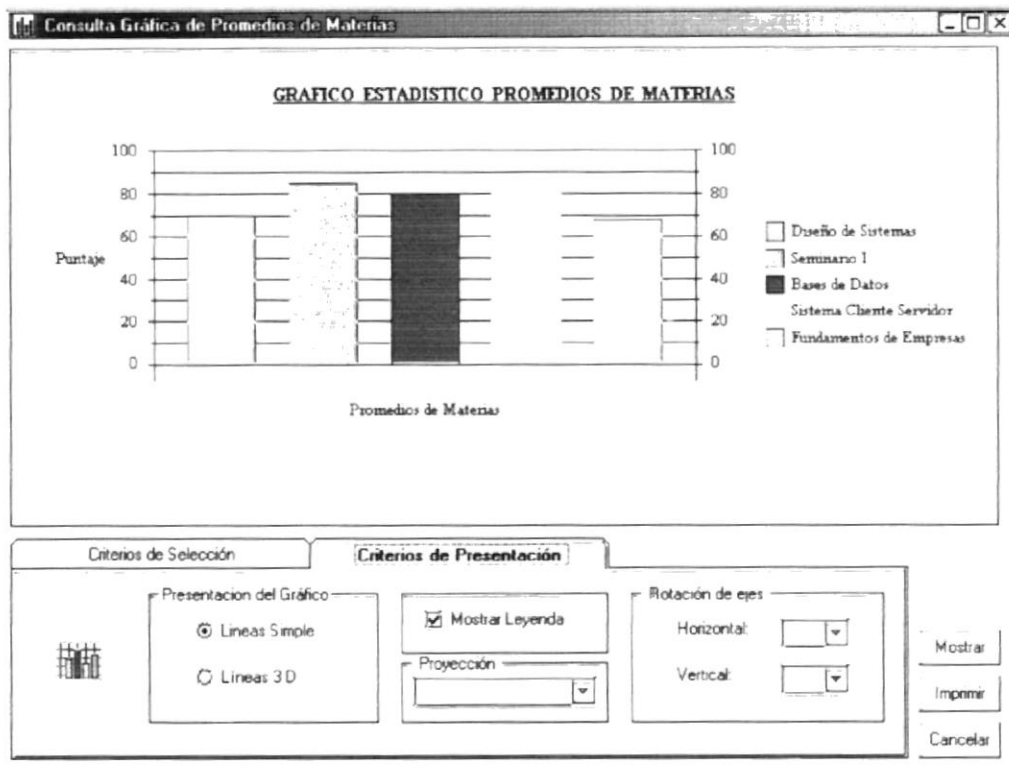 Consulta Gráfica de Promedios de Materias
GRAFICO ESTADISTICO PROMEDIOS DE MATERIAS
100 100
80 80
60 60
40 40
20 20
0 0
Puntaje
Promedios de Materias
Diseño de Sistemas
Seminario 1
Bases de Datos
Sistema Cliente Servidor
Fundamentos de Empresas
Criterios de Selección
Criterios de Presentación
Presentacion del Gráfico
Lineas Simple
Lineas 3D
Mostrar Leyenda
Proyección
Rotación de ejes
Horizontal:
Vertical:
Mostrar
Imprimir
Cancelar